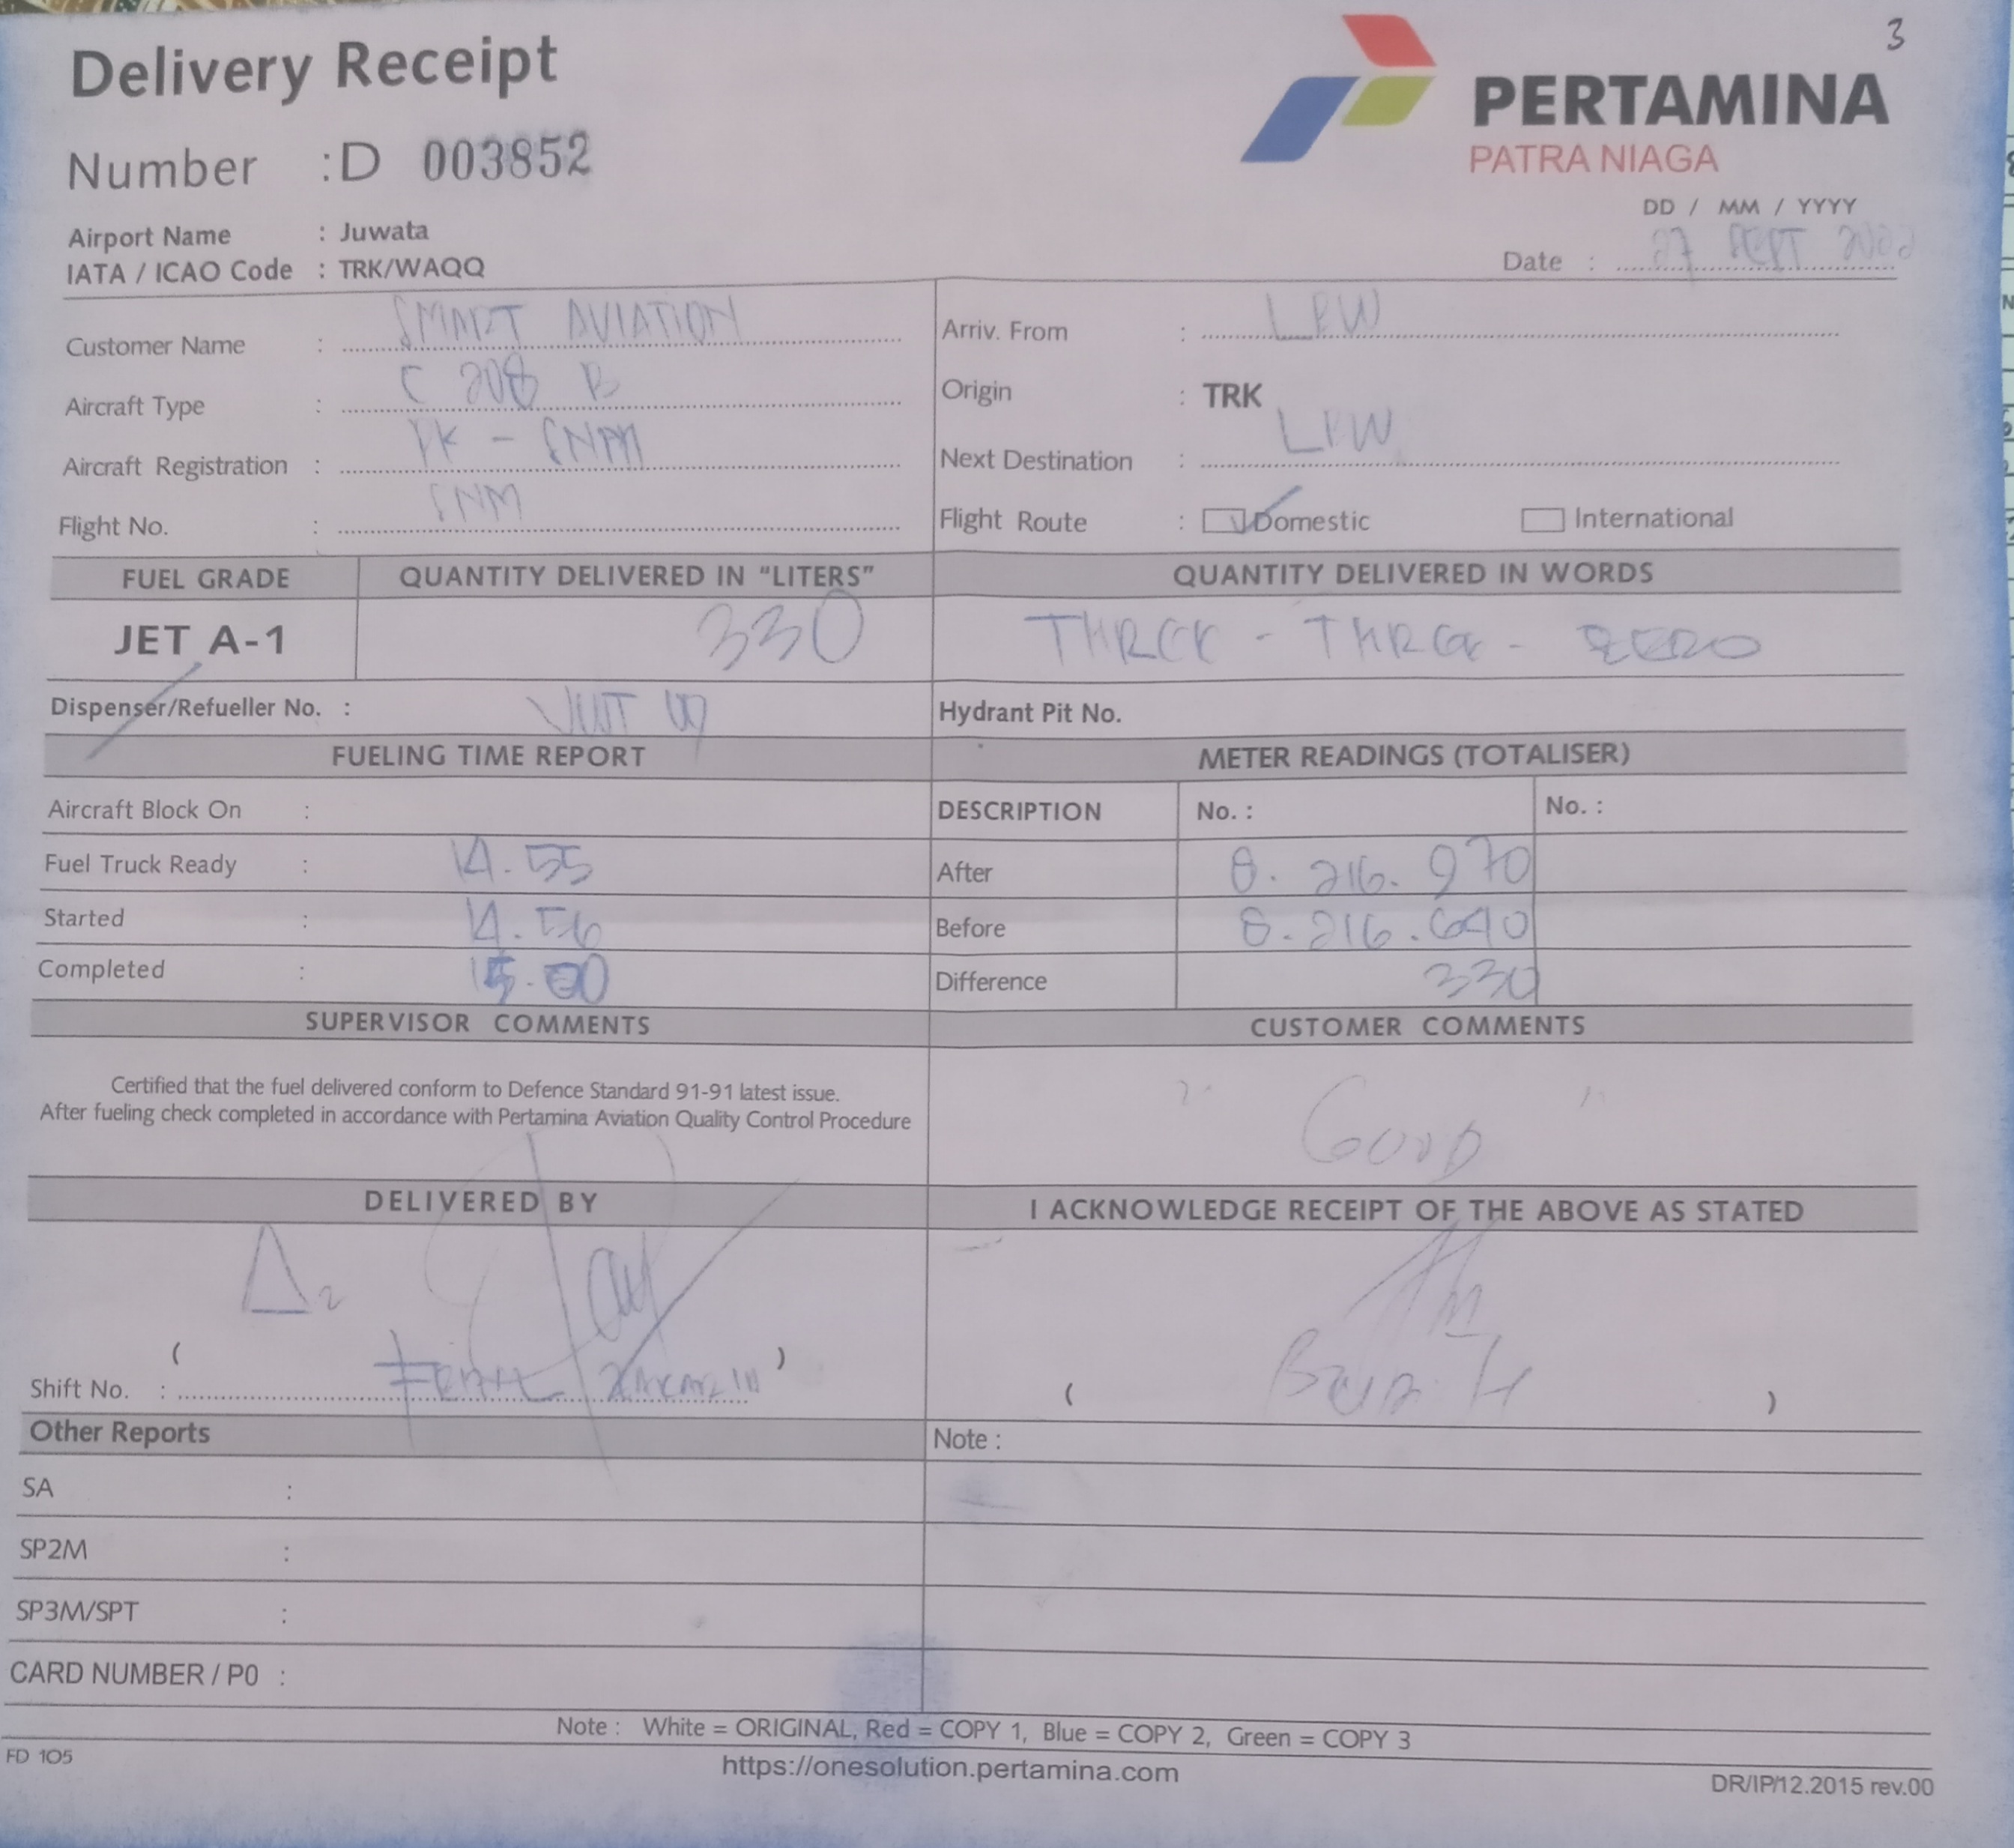 3
Delivery Receipt
PERTAMINA
PATRA NIAGA
Number : D 003852
DD / MM / YYYY
Airport Name : Juwata
Date : 27 SEPT
IATA / ICAO Code : TRK/WAQQ
Customer Name : SMART AVIATION
Arriv. From : LBW
Aircraft Type : C 208 B
Origin : TRK
Aircraft Registration : PK - SNM
Next Destination : LBW
Flight No. : SNM
Flight Route : Domestic International
FUEL GRADE QUANTITY DELIVERED IN “LITERS” QUANTITY DELIVERED IN WORDS
JET A-1 330 THREE - THREE - ZERO
Dispenser/Refueller No. :
Hydrant Pit No.
FUELING TIME REPORT METER READINGS (TOTALISER)
Aircraft Block On :
DESCRIPTION No. : No. :
Fuel Truck Ready : 14.55
After 8.216.970
Started : 14.56
Before 8.216.640
Completed : 15.00
Difference 330
SUPERVISOR COMMENTS CUSTOMER COMMENTS
Certified that the fuel delivered conform to Defence Standard 91-91 latest issue.
After fueling check completed in accordance with Pertamina Aviation Quality Control Procedure
" GOOD "
DELIVERED BY I ACKNOWLEDGE RECEIPT OF THE ABOVE AS STATED
( )
Shift No. :
( )
Other Reports Note :
SA :
SP2M :
SP3M/SPT :
CARD NUMBER / P0 :
Note : White = ORIGINAL, Red = COPY 1, Blue = COPY 2, Green = COPY 3
FD 105
https://onesolution.pertamina.com
DR/IP/12.2015 rev.00